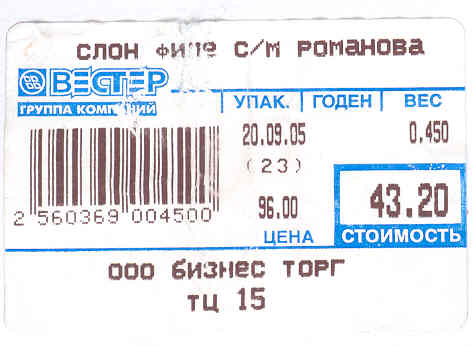 СЛОН ФИЛЕ С/М РОМАНОВА
ВЕСТЕР
ГРУППА КОМПАНИЙ
УПАК. ГОДЕН ВЕС
20.09.05 0.450
(23)
96.00 43.20
ЦЕНА СТОИМОСТЬ
2 560369 004500
ООО БИЗНЕС ТОРГ
ТЦ 15